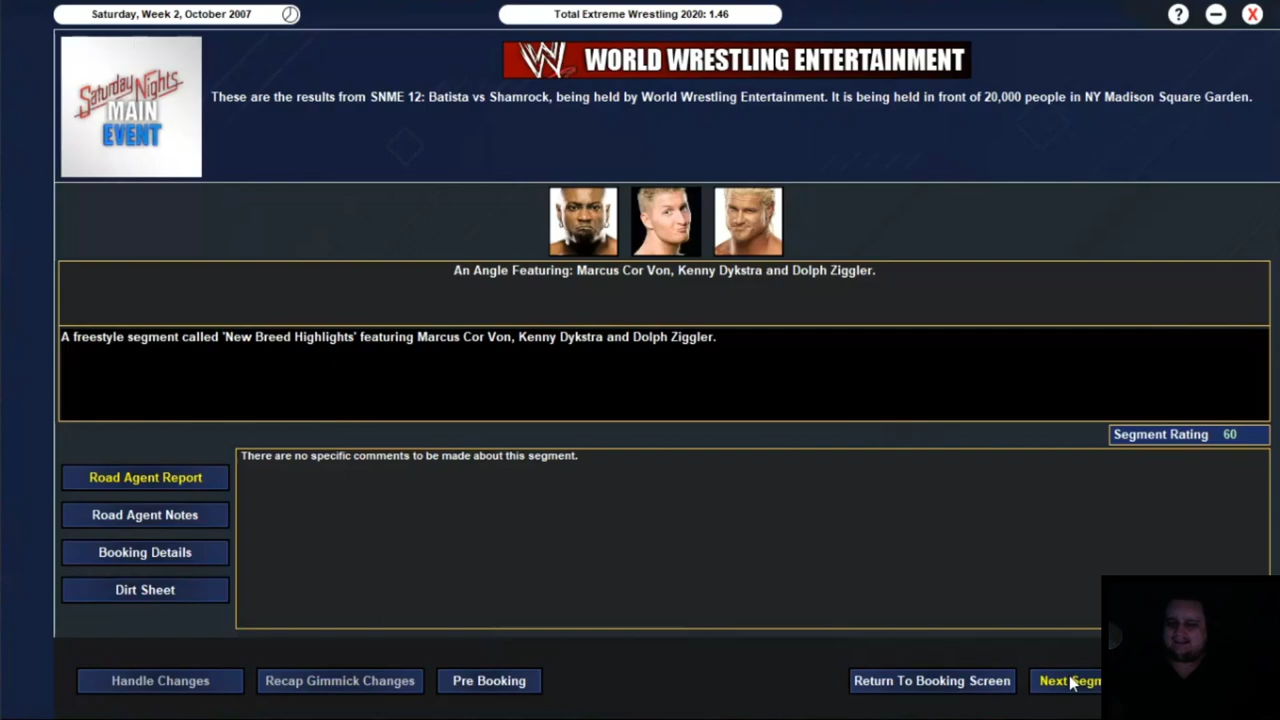 Saturday, Week 2, October 2007
Total Extreme Wrestling 2020: 1.46
?
X
Saturday Nights
MAIN
EVENT
W WORLD WRESTLING ENTERTAINMENT
These are the results from SNME 12: Batista vs Shamrock, being held by World Wrestling Entertainment. It is being held in front of 20,000 people in NY Madison Square Garden.
An Angle Featuring: Marcus Cor Von, Kenny Dykstra and Dolph Ziggler.
A freestyle segment called 'New Breed Highlights' featuring Marcus Cor Von, Kenny Dykstra and Dolph Ziggler.
Segment Rating 60
There are no specific comments to be made about this segment.
Road Agent Report
Road Agent Notes
Booking Details
Dirt Sheet
Handle Changes
Recap Gimmick Changes
Pre Booking
Return To Booking Screen
Next Segm